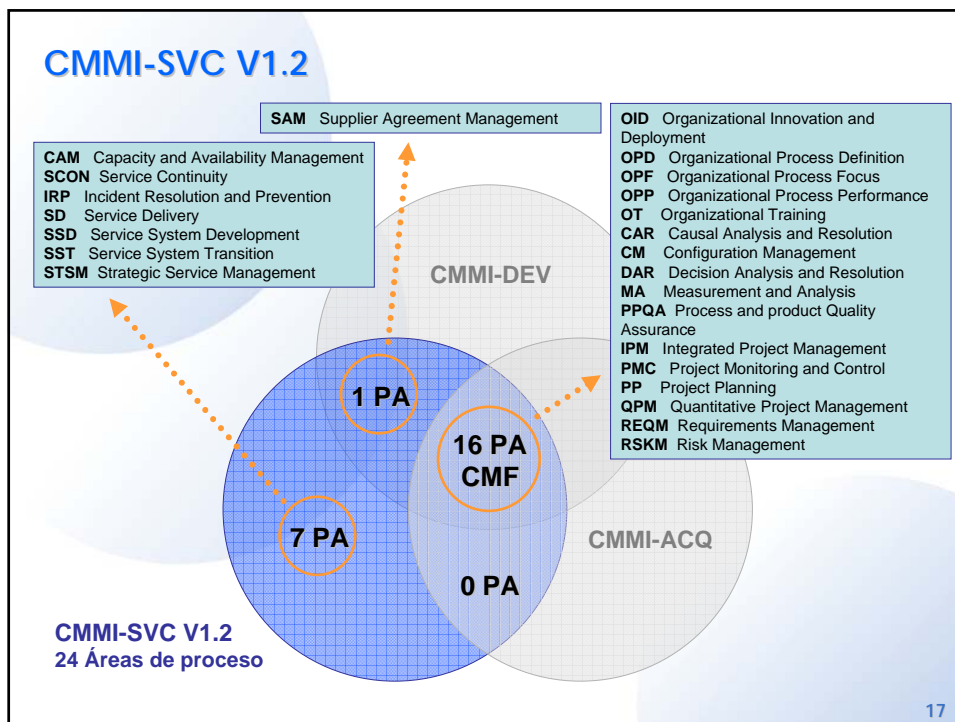 CMMI-SVC V1.2
SAM Supplier Agreement Management
CAM Capacity and Availability Management
SCON Service Continuity
IRP Incident Resolution and Prevention
SD Service Delivery
SSD Service System Development
SST Service System Transition
STSM Strategic Service Management
OID Organizational Innovation and
Deployment
OPD Organizational Process Definition
OPF Organizational Process Focus
OPP Organizational Process Performance
OT Organizational Training
CAR Causal Analysis and Resolution
CM Configuration Management
DAR Decision Analysis and Resolution
MA Measurement and Analysis
PPQA Process and product Quality
Assurance
IPM Integrated Project Management
PMC Project Monitoring and Control
PP Project Planning
QPM Quantitative Project Management
REQM Requirements Management
RSKM Risk Management
CMMI-DEV
1 PA
16 PA
CMF
7 PA
CMMI-ACQ
0 PA
CMMI-SVC V1.2
24 Áreas de proceso
17